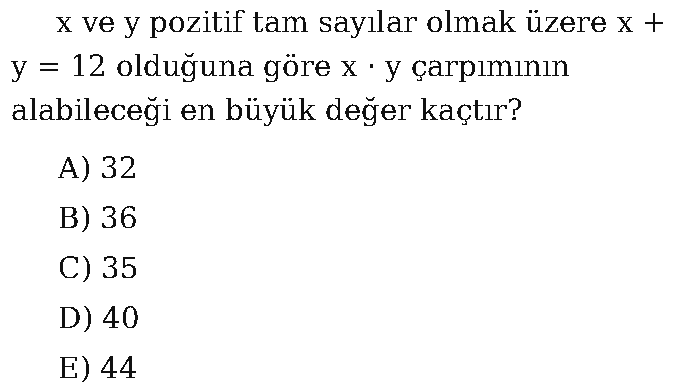 x ve y pozitif tam sayılar olmak üzere x +
y = 12 olduğuna göre x · y çarpımının
alabileceği en büyük değer kaçtır?
A) 32
B) 36
C) 35
D) 40
E) 44